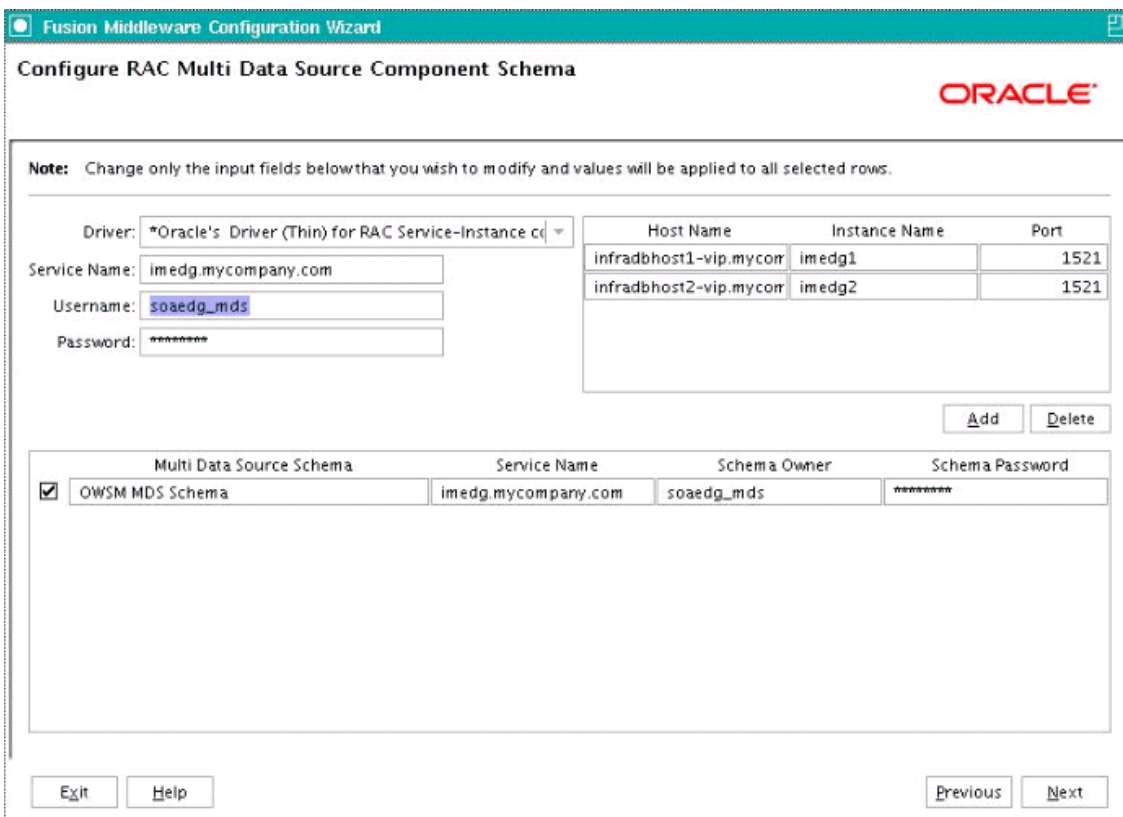 Fusion Middleware Configuration Wizard
Configure RAC Multi Data Source Component Schema
ORACLE
Note: Change only the input fields below that you wish to modify and values will be applied to all selected rows.
Driver: *Oracle's Driver (Thin) for RAC Service-Instance co
Service Name: imedg.mycompany.com
Username: soaedg_mds
Password: ********
Host Name Instance Name Port
infradbhost1-vip.mycom imedg1 1521
infradbhost2-vip.mycom imedg2 1521
Add Delete
Multi Data Source Schema Service Name Schema Owner Schema Password
OWSM MDS Schema imedg.mycompany.com soaedg_mds ********
Exit Help Previous Next